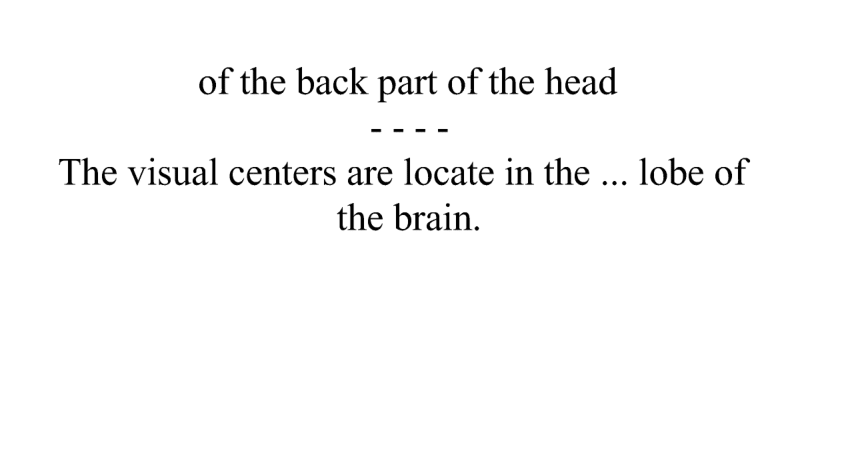 of the back part of the head
- - - -
The visual centers are locate in the ... lobe of
the brain.